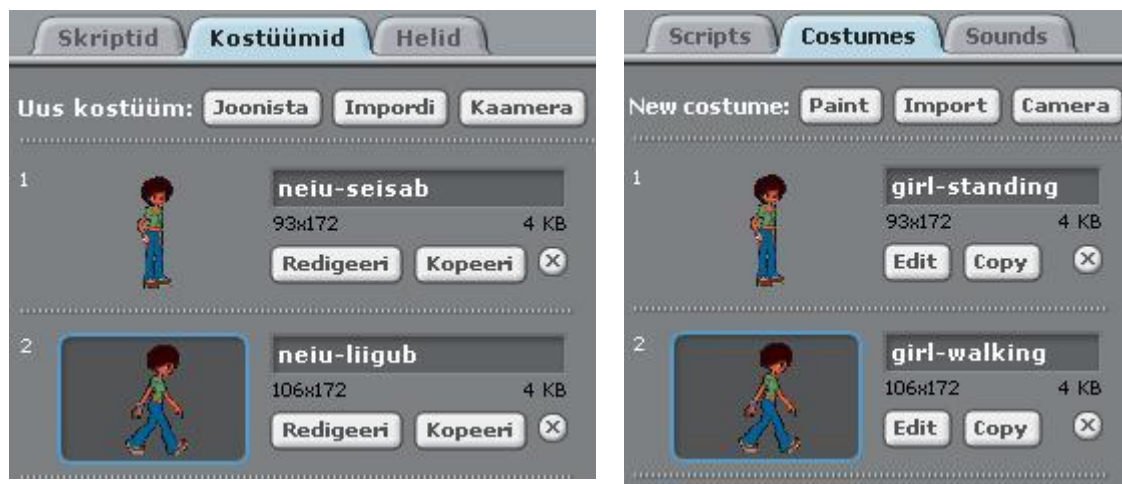 Skriptid Kostüümid Helid
Uus kostüüm: Joonista Impordi Kaamera
1
neiu-seisab
93x172 4 KB
Redigeeri Kopeeri
2
neiu-liigub
106x172 4 KB
Redigeeri Kopeeri
Scripts Costumes Sounds
New costume: Paint Import Camera
1
girl-standing
93x172 4 KB
Edit Copy
2
girl-walking
106x172 4 KB
Edit Copy